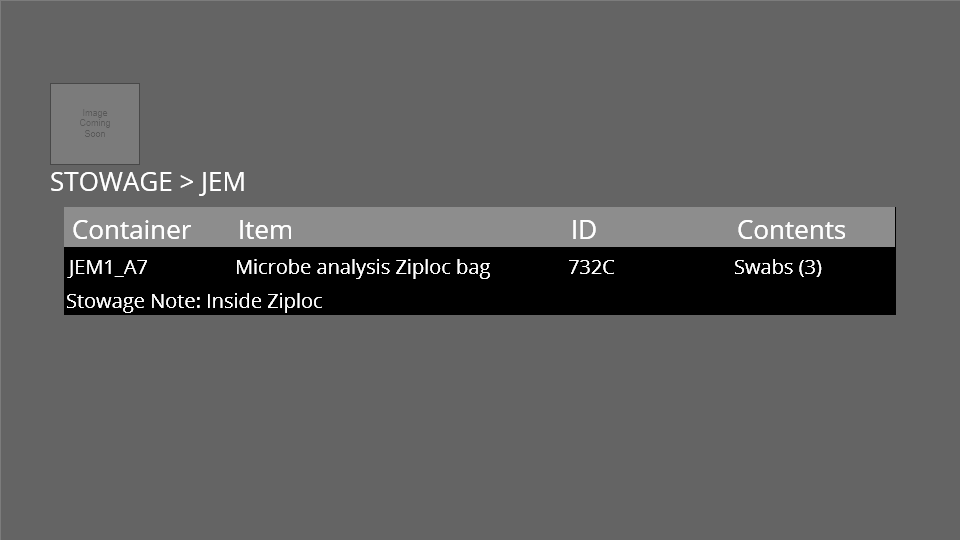 Image
Coming
Soon
STOWAGE > JEM
Container Item ID Contents
JEM1_A7 Microbe analysis Ziploc bag 732C Swabs (3)
Stowage Note: Inside Ziploc